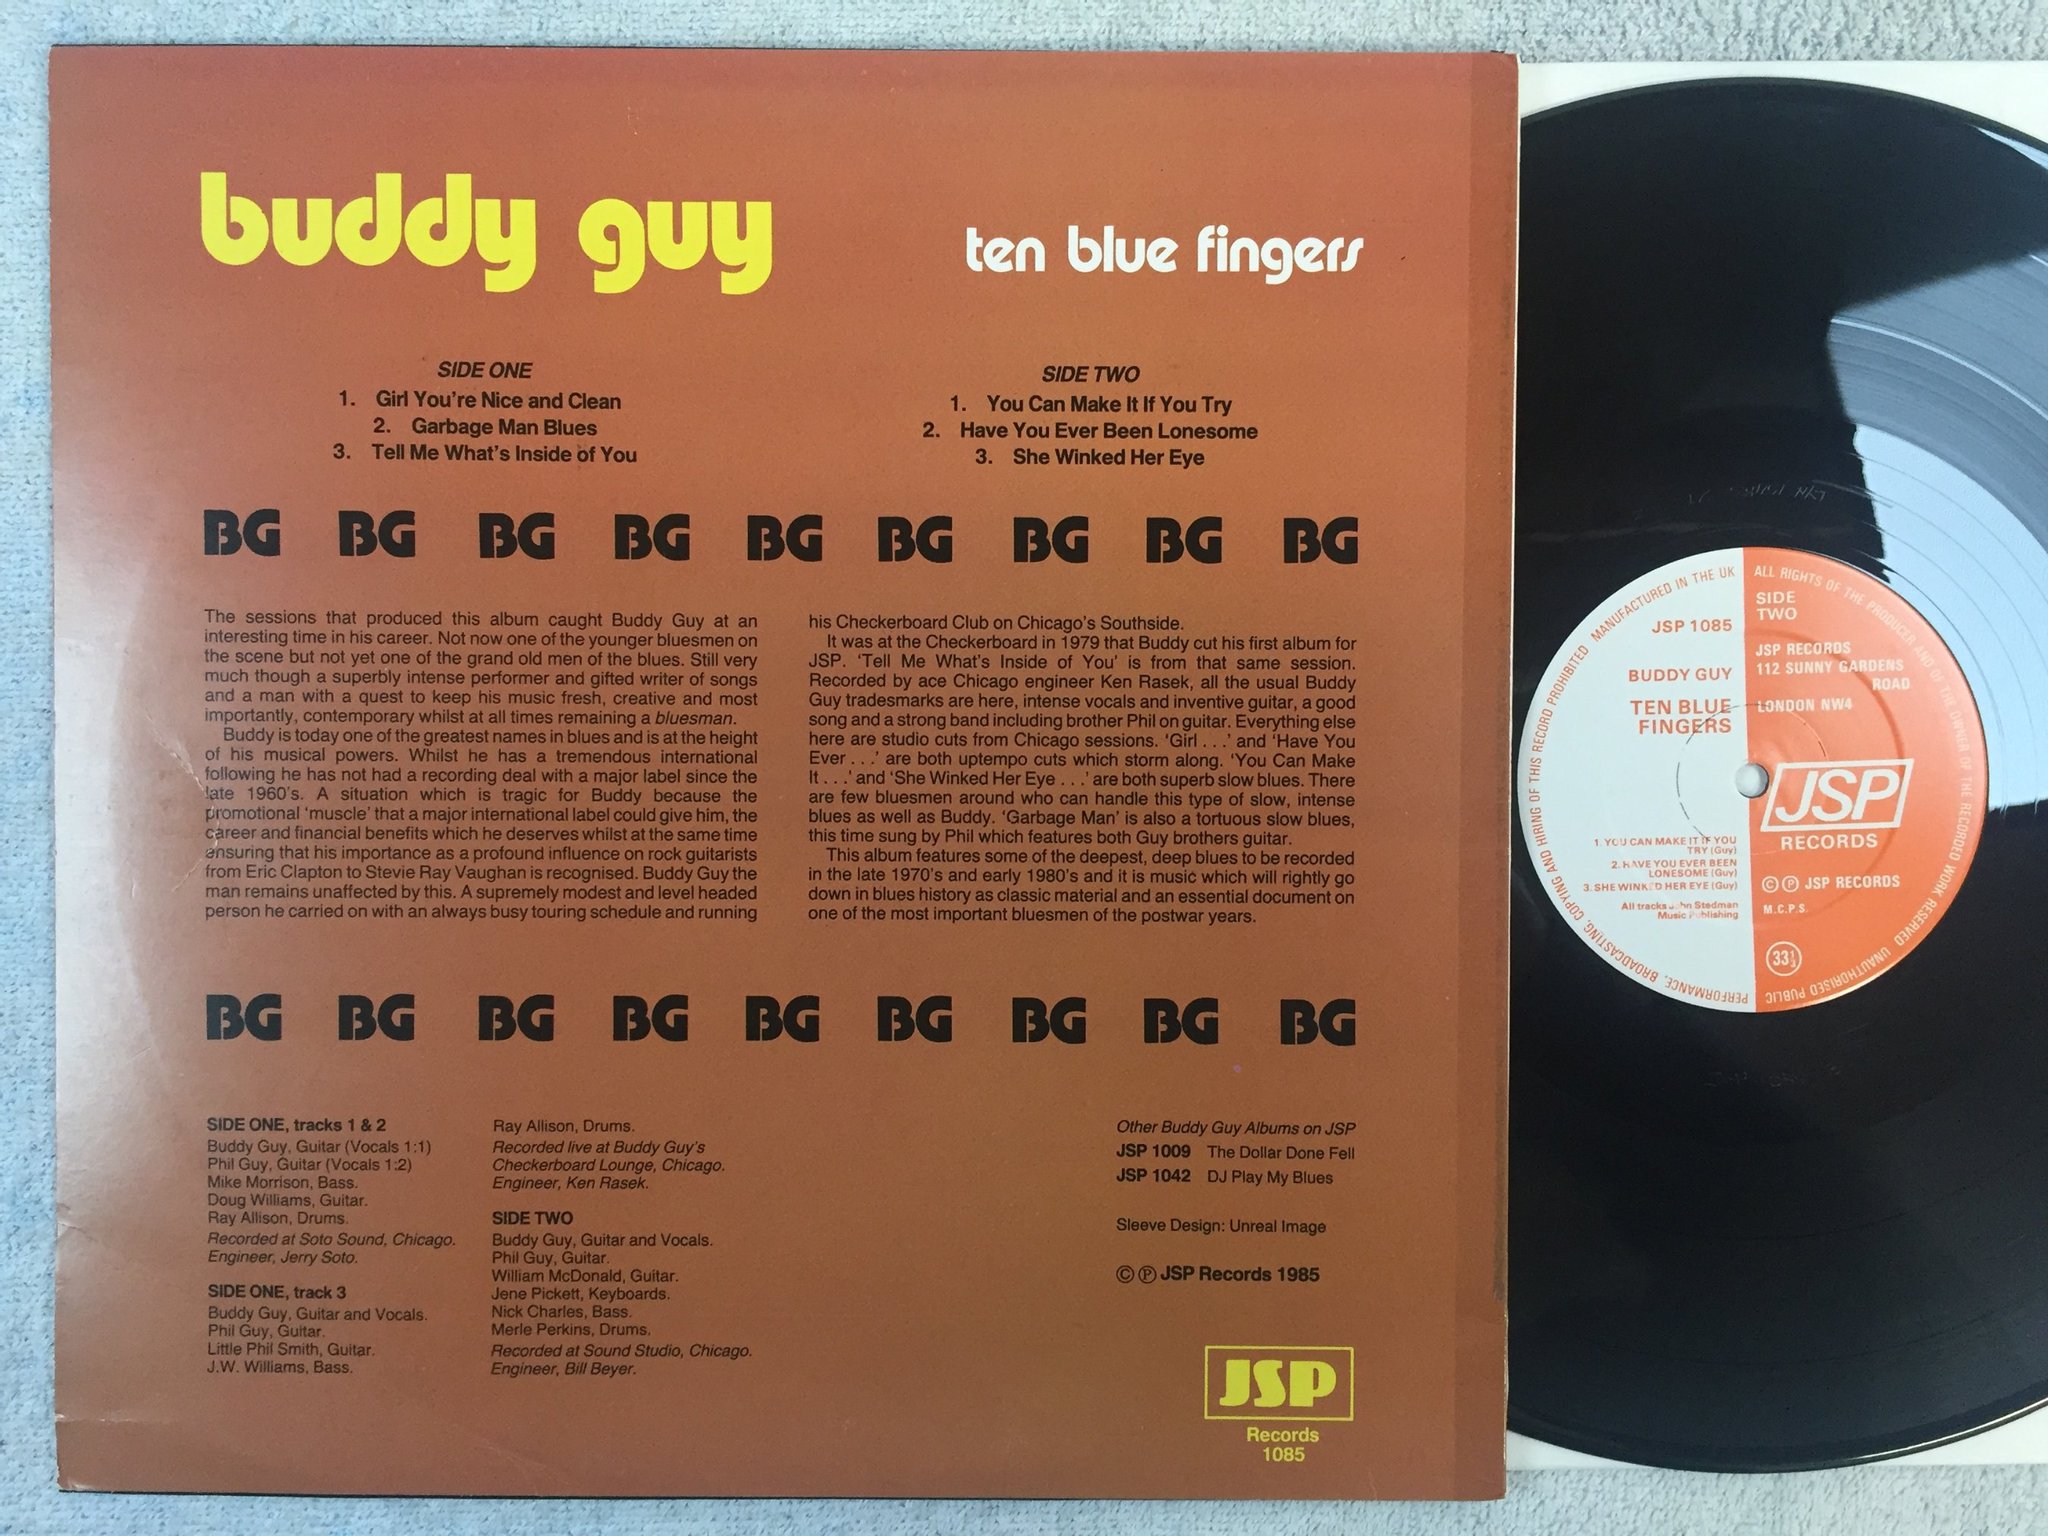 buddy guy
ten blue fingers
SIDE ONE
1. Girl You're Nice and Clean
2. Garbage Man Blues
3. Tell Me What's Inside of You
SIDE TWO
1. You Can Make It If You Try
2. Have You Ever Been Lonesome
3. She Winked Her Eye
BG BG BG BG BG BG BG BG BG
The sessions that produced this album caught Buddy Guy at an
interesting time in his career. Not now one of the younger bluesmen on
the scene but not yet one of the grand old men of the blues. Still very
much though a superbly intense performer and gifted writer of songs
and a man with a quest to keep his music fresh, creative and most
importantly, contemporary whilst at all times remaining a bluesman.
Buddy is today one of the greatest names in blues and is at the height
of his musical powers. Whilst he has a tremendous international
following he has not had a recording deal with a major label since the
late 1960's. A situation which is tragic for Buddy because the
promotional 'muscle' that a major international label could give him, the
career and financial benefits which he deserves whilst at the same time
ensuring that his importance as a profound influence on rock guitarists
from Eric Clapton to Stevie Ray Vaughan is recognised. Buddy Guy the
man remains unaffected by this. A supremely modest and level headed
person he carried on with an always busy touring schedule and running
his Checkerboard Club on Chicago's Southside.
It was at the Checkerboard in 1979 that Buddy cut his first album for
JSP. 'Tell Me What's Inside of You' is from that same session.
Recorded by ace Chicago engineer Ken Rasek, all the usual Buddy
Guy tradesmarks are here, intense vocals and inventive guitar, a good
song and a strong band including brother Phil on guitar. Everything else
here are studio cuts from Chicago sessions. 'Girl . . .' and 'Have You
Ever . . .' are both uptempo cuts which storm along. 'You Can Make
It . . .' and 'She Winked Her Eye . . .' are both superb slow blues. There
are few bluesmen around who can handle this type of slow, intense
blues as well as Buddy. 'Garbage Man' is also a tortuous slow blues,
this time sung by Phil which features both Guy brothers guitar.
This album features some of the deepest, deep blues to be recorded
in the late 1970's and early 1980's and it is music which will rightly go
down in blues history as classic material and an essential document on
one of the most important bluesmen of the postwar years.
BG BG BG BG BG BG BG BG BG
SIDE ONE, tracks 1 & 2
Buddy Guy, Guitar (Vocals 1:1)
Phil Guy, Guitar (Vocals 1:2)
Mike Morrison, Bass.
Doug Williams, Guitar.
Ray Allison, Drums.
Recorded at Soto Sound, Chicago.
Engineer, Jerry Soto.
SIDE ONE, track 3
Buddy Guy, Guitar and Vocals.
Phil Guy, Guitar.
Little Phil Smith, Guitar.
J.W. Williams, Bass.
Ray Allison, Drums.
Recorded live at Buddy Guy's
Checkerboard Lounge, Chicago.
Engineer, Ken Rasek.
SIDE TWO
Buddy Guy, Guitar and Vocals.
Phil Guy, Guitar.
William McDonald, Guitar.
Jene Pickett, Keyboards.
Nick Charles, Bass.
Merle Perkins, Drums.
Recorded at Sound Studio, Chicago.
Engineer, Bill Beyer.
Other Buddy Guy Albums on JSP
JSP 1009 The Dollar Done Fell
JSP 1042 DJ Play My Blues
Sleeve Design: Unreal Image
© ℗ JSP Records 1985
JSP
Records
1085
MANUFACTURED IN THE UK
ALL RIGHTS OF THE PRODUCER AND OF THE OWNER OF THE RECORDED WORK RESERVED. UNAUTHORISED PUBLIC PERFORMANCE, BROADCASTING, COPYING AND HIRING OF THIS RECORD PROHIBITED
JSP 1085
BUDDY GUY
TEN BLUE
FINGERS
1. YOU CAN MAKE IT IF YOU
TRY (Guy)
2. HAVE YOU EVER BEEN
LONESOME (Guy)
3. SHE WINKED HER EYE (Guy)
All tracks John Stedman
Music Publishing
SIDE
TWO
JSP RECORDS
112 SUNNY GARDENS
ROAD
LONDON NW4
JSP
RECORDS
© ℗ JSP RECORDS
M.C.P.S.
33 1/3